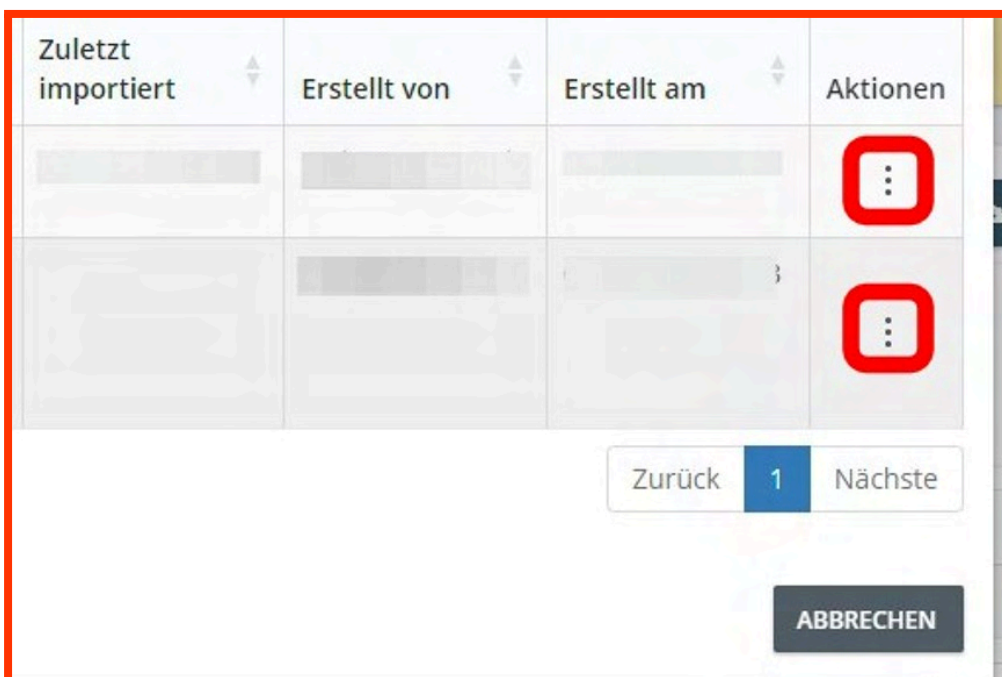 Zuletzt
importiert
Erstellt von
Erstellt am
Aktionen
Zurück 1 Nächste
ABBRECHEN